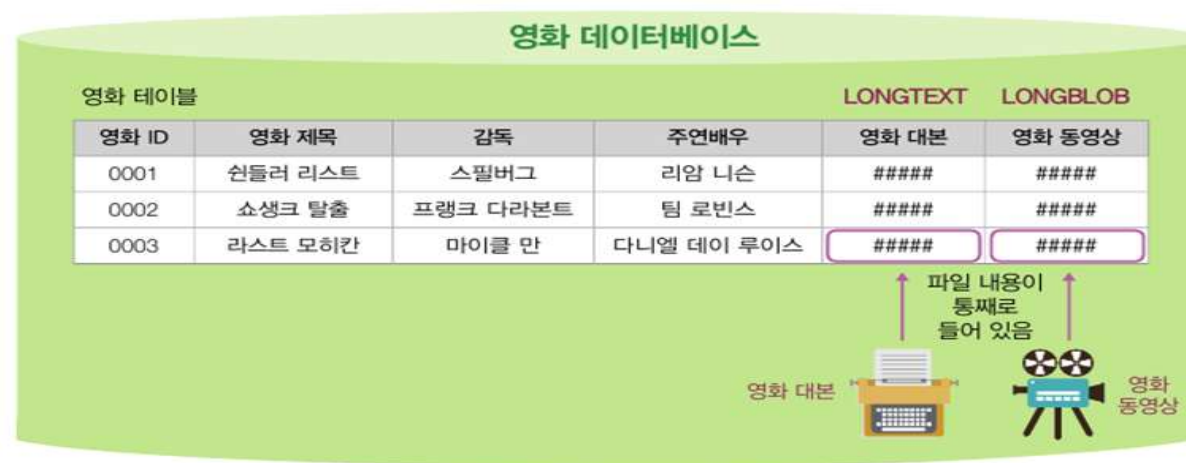 영화 데이터베이스
영화 테이블 LONGTEXT LONGBLOB
영화 ID 영화 제목 감독 주연배우 영화 대본 영화 동영상
0001 쉰들러 리스트 스필버그 리암 니슨 ##### #####
0002 쇼생크 탈출 프랭크 다라본트 팀 로빈스 ##### #####
0003 라스트 모히칸 마이클 만 다니엘 데이 루이스 ##### #####
파일 내용이
통째로
들어 있음
영화 대본
영화
동영상